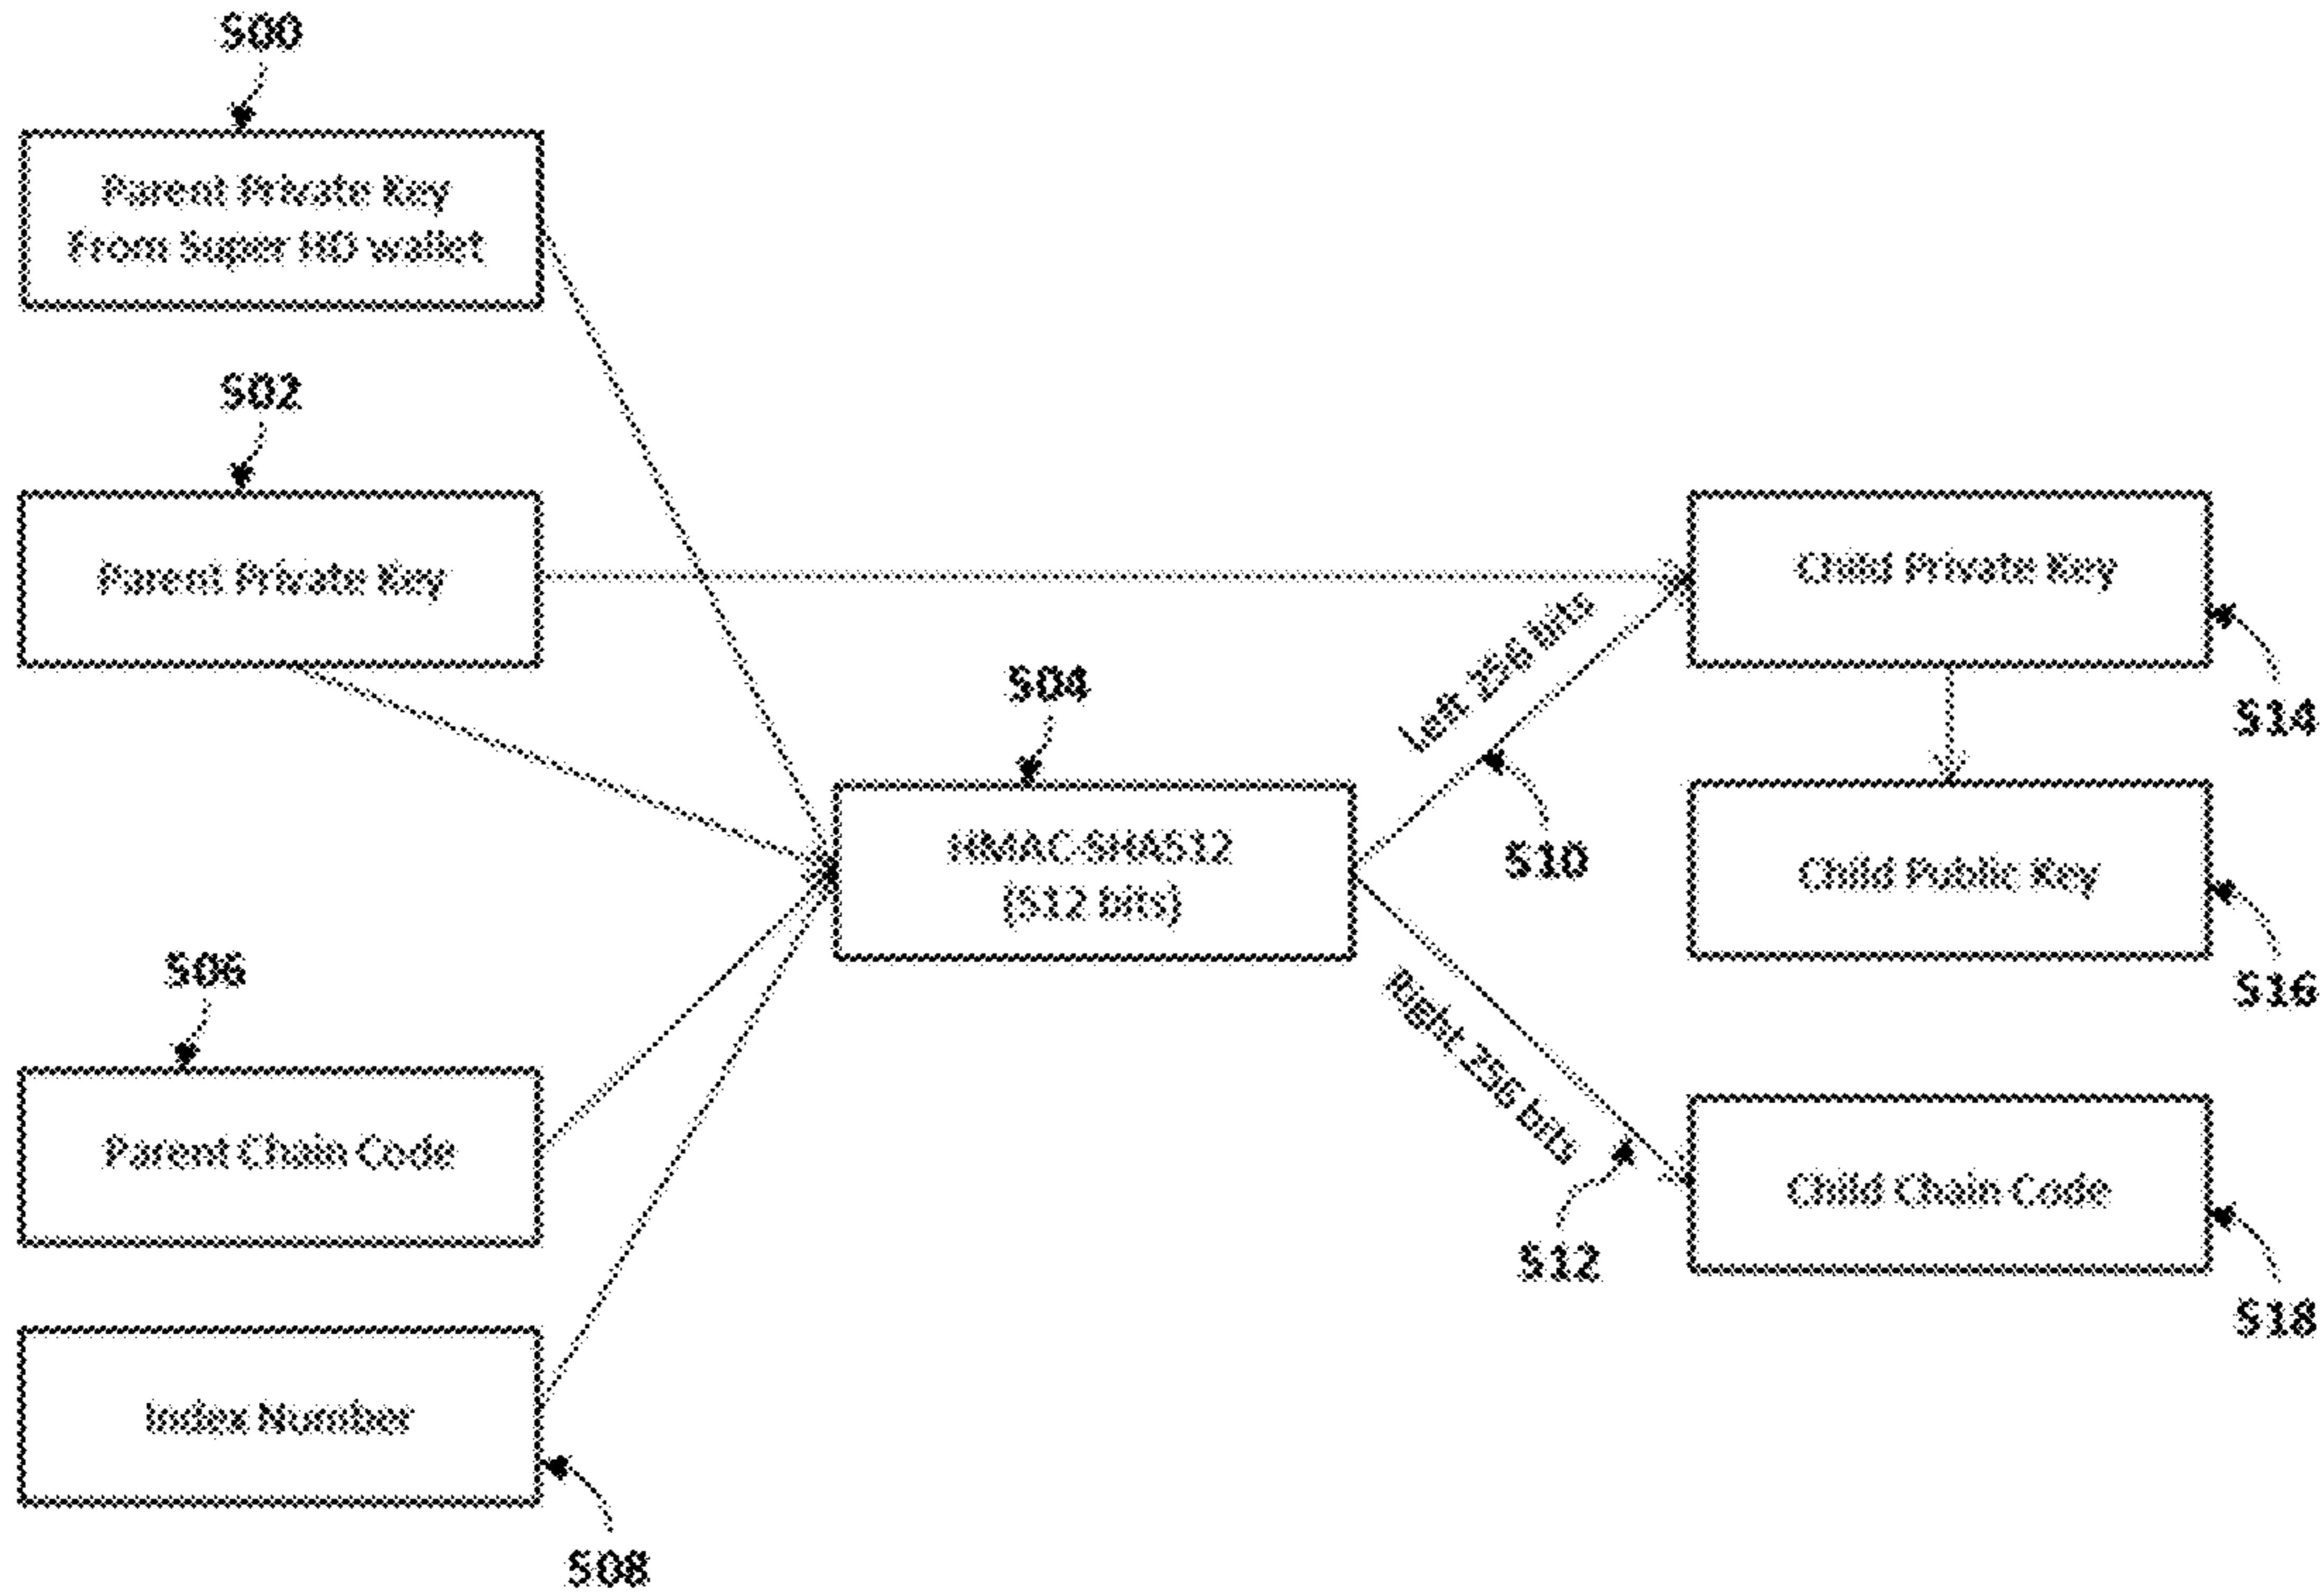 500
Parent Private Key
From Super HD wallet
502
Parent Private Key
504
HMAC-SHA512
(512 bits)
506
Parent Chain Code
Index Number
508
Left 256 bits
510
Right 256 bits
512
Child Private Key
514
Child Public Key
516
Child Chain Code
518